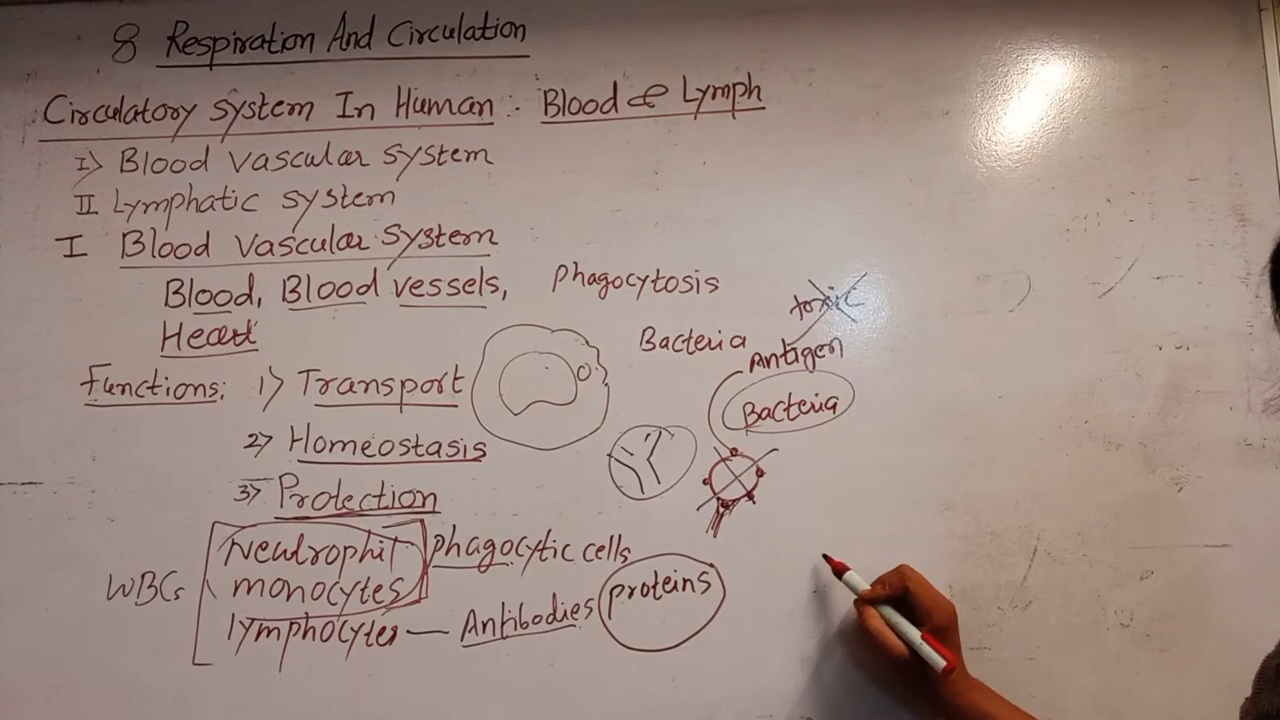 8 Respiration And Circulation
Circulatory system In Human : Blood & Lymph
I) Blood vascular system
II Lymphatic system
I Blood Vascular System
Blood, Blood vessels,
Heart
Phagocytosis
Bacteria
toxic
Antigen
Bacteria
Functions: 1) Transport
2) Homeostasis
3) Protection
WBCs
Neutrophil
monocytes
phagocytic cells
lymphocytes — Antibodies
proteins